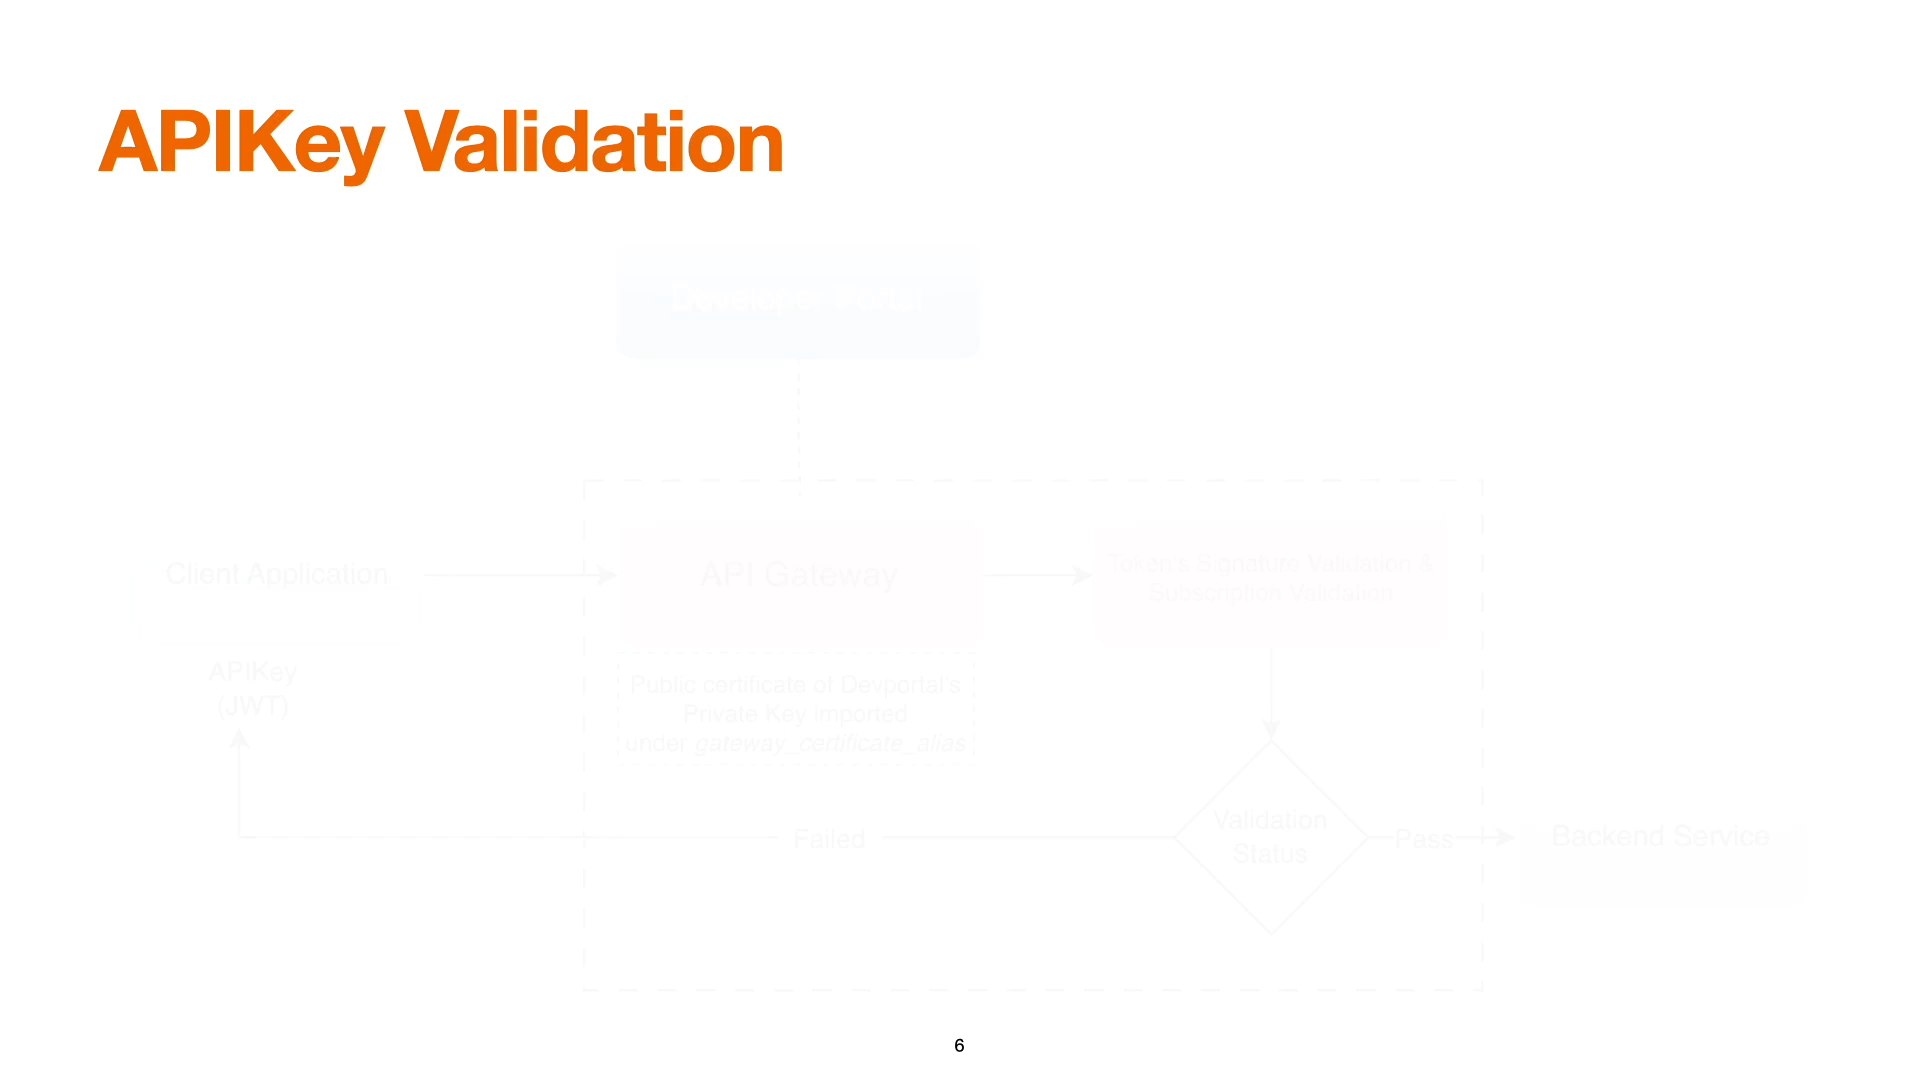 APIKey Validation
Developer Portal
Client Application
API Gateway
Token's Signature Validation &
Subscription Validation
APIKey
(JWT)
Public certificate of Devportal's
Private Key imported
under gateway_certificate_alias
Validation
Status
Failed
Pass
Backend Service
6